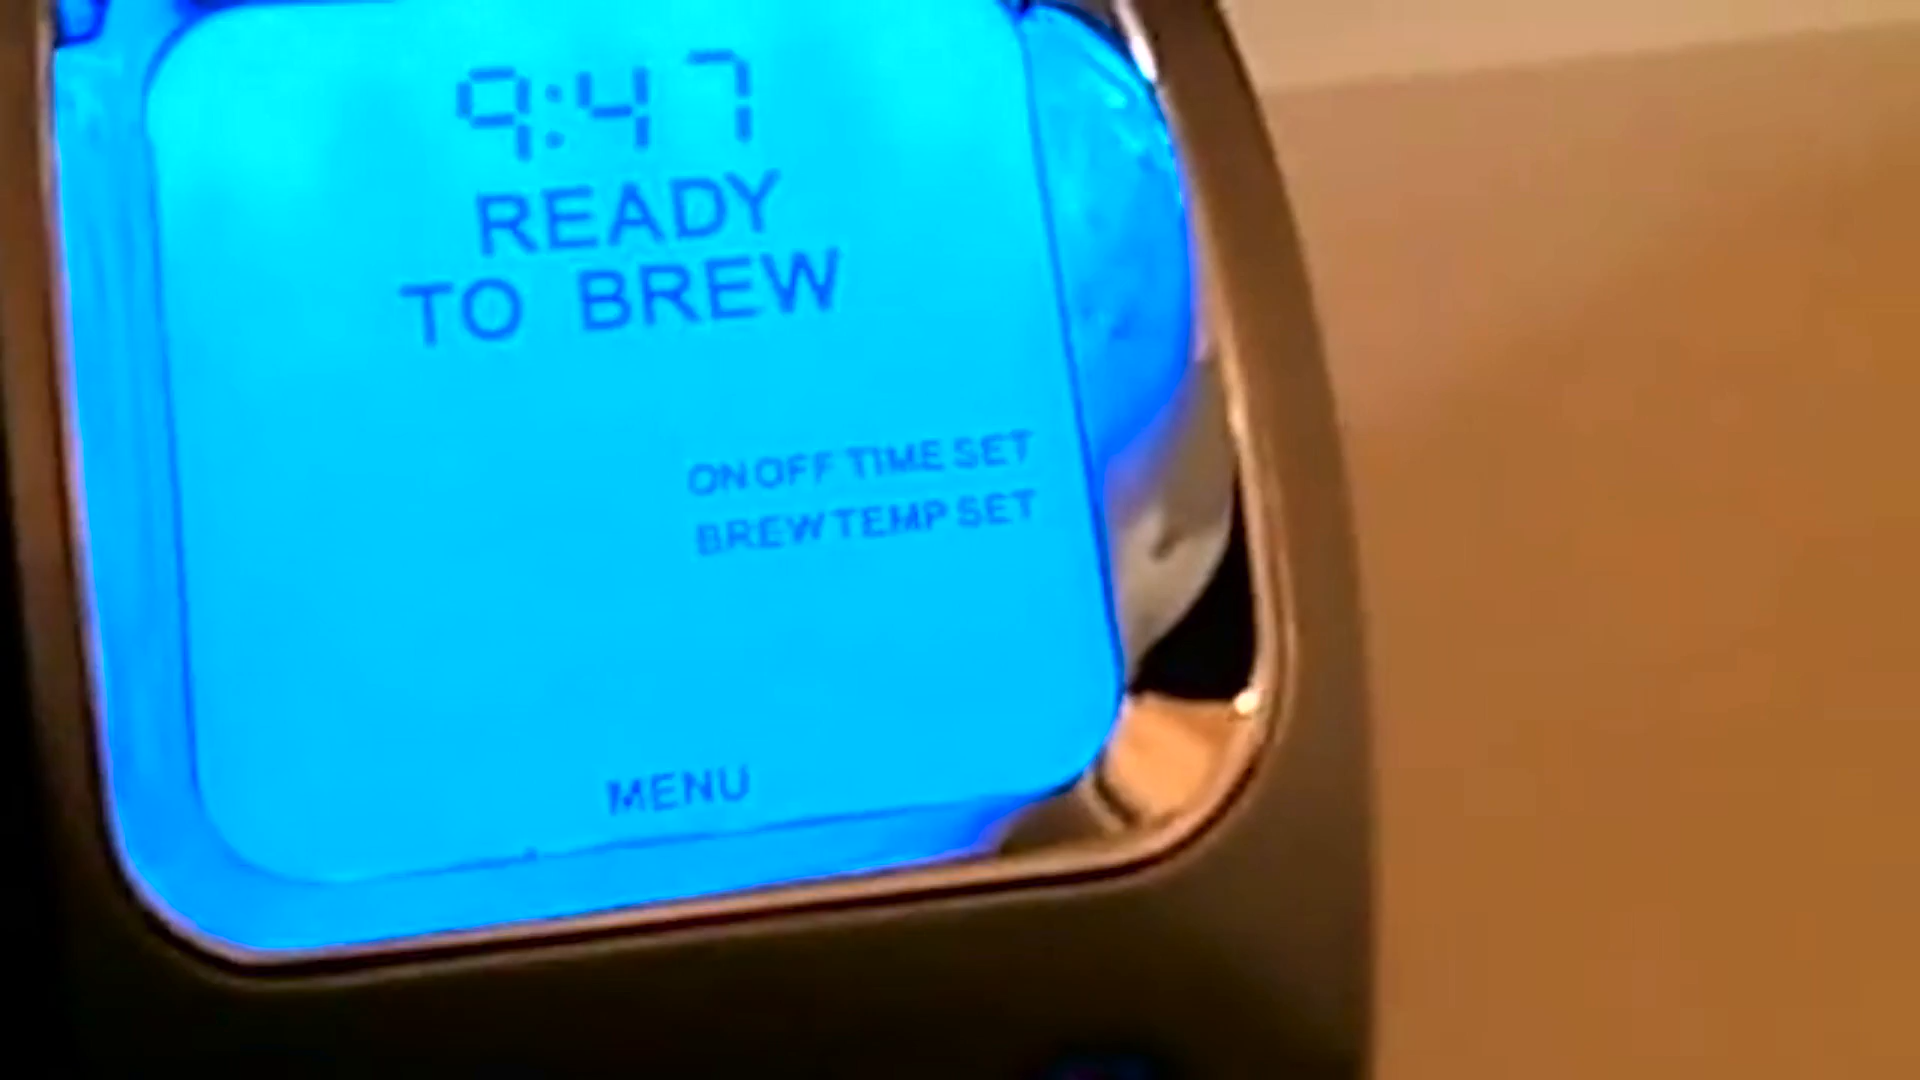 9:47
READY
TO BREW
ON OFF TIME SET
BREW TEMP SET
MENU